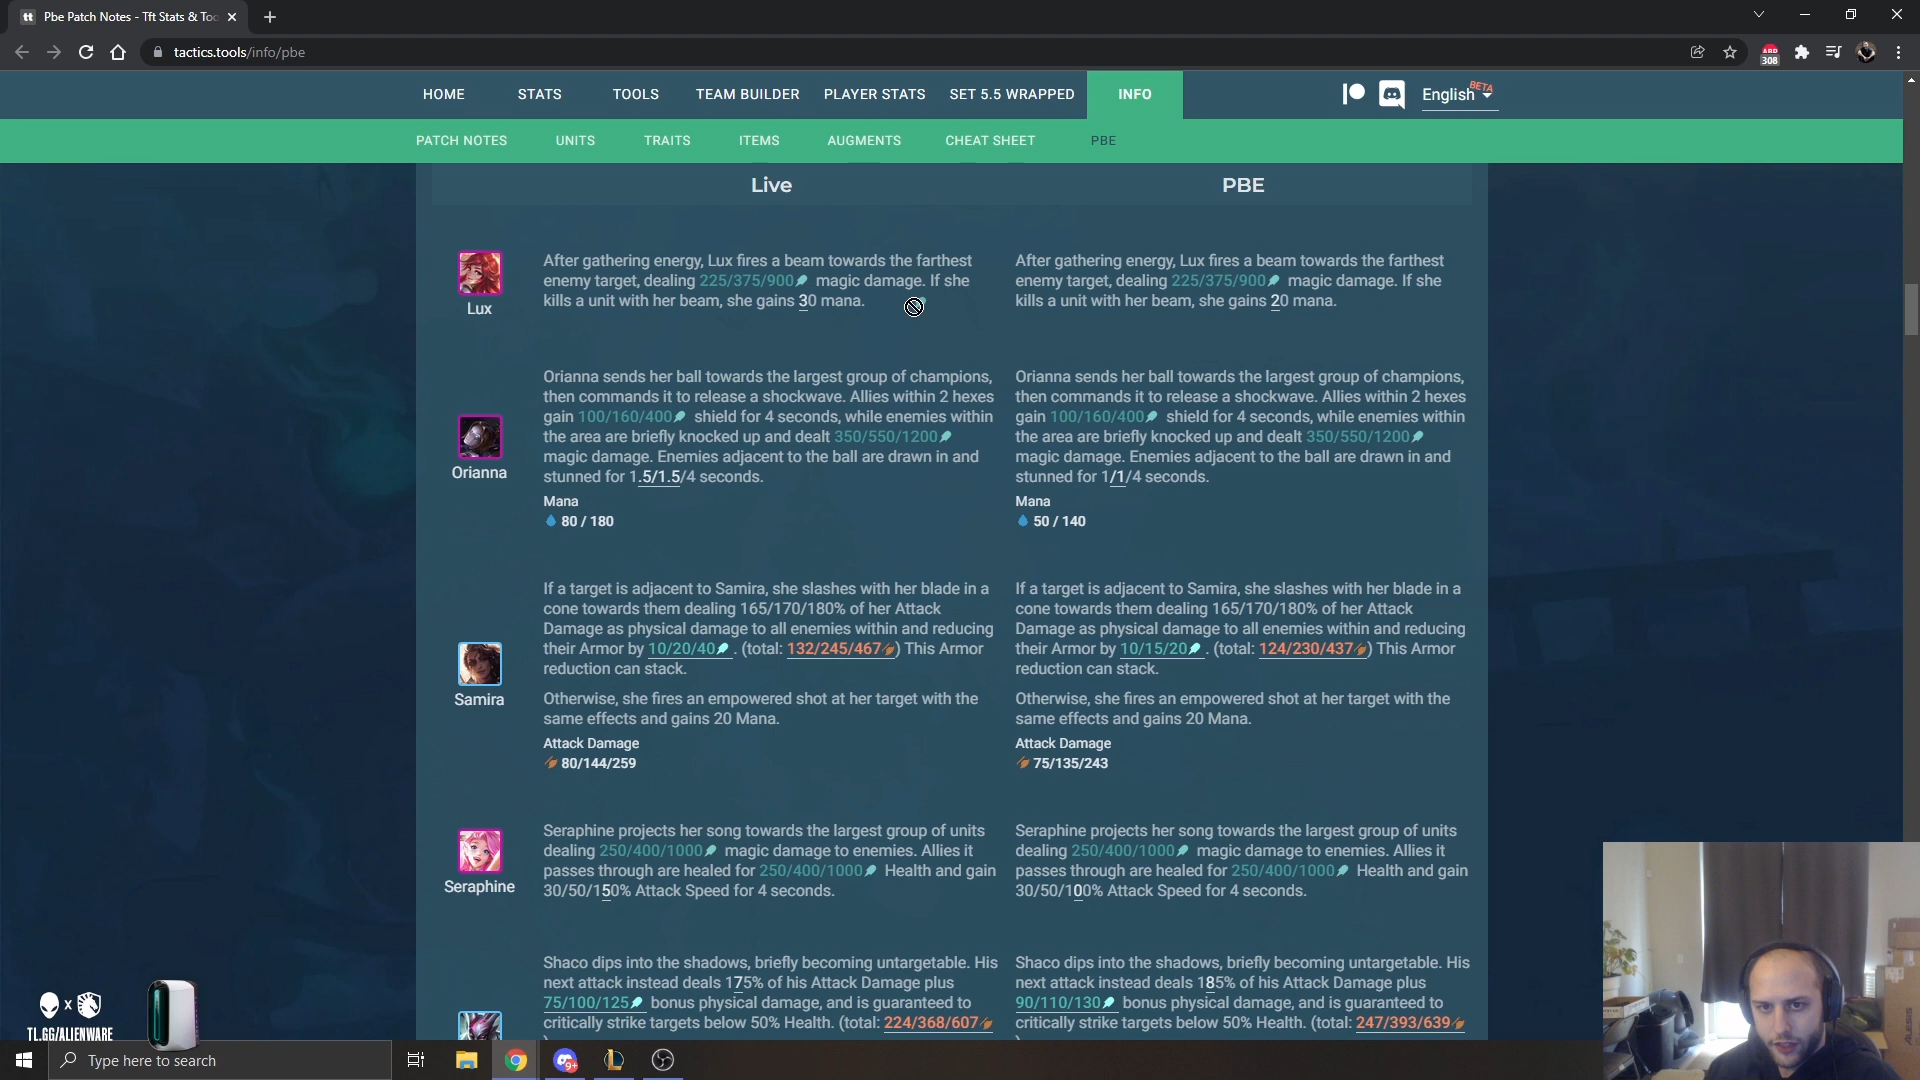 tt Pbe Patch Notes - Tft Stats & Too
tactics.tools/info/pbe
ABP
308
HOME STATS TOOLS TEAM BUILDER PLAYER STATS SET 5.5 WRAPPED INFO English BETA
PATCH NOTES UNITS TRAITS ITEMS AUGMENTS CHEAT SHEET PBE
Live PBE
After gathering energy, Lux fires a beam towards the farthest
enemy target, dealing 225/375/900 magic damage. If she
kills a unit with her beam, she gains 30 mana.
Lux
After gathering energy, Lux fires a beam towards the farthest
enemy target, dealing 225/375/900 magic damage. If she
kills a unit with her beam, she gains 20 mana.
Orianna sends her ball towards the largest group of champions,
then commands it to release a shockwave. Allies within 2 hexes
gain 100/160/400 shield for 4 seconds, while enemies within
the area are briefly knocked up and dealt 350/550/1200
magic damage. Enemies adjacent to the ball are drawn in and
stunned for 1.5/1.5/4 seconds.
Mana
80 / 180
Orianna
Orianna sends her ball towards the largest group of champions,
then commands it to release a shockwave. Allies within 2 hexes
gain 100/160/400 shield for 4 seconds, while enemies within
the area are briefly knocked up and dealt 350/550/1200
magic damage. Enemies adjacent to the ball are drawn in and
stunned for 1/1/4 seconds.
Mana
50 / 140
If a target is adjacent to Samira, she slashes with her blade in a
cone towards them dealing 165/170/180% of her Attack
Damage as physical damage to all enemies within and reducing
their Armor by 10/20/40 . (total: 132/245/467) This Armor
reduction can stack.
Otherwise, she fires an empowered shot at her target with the
same effects and gains 20 Mana.
Attack Damage
80/144/259
Samira
If a target is adjacent to Samira, she slashes with her blade in a
cone towards them dealing 165/170/180% of her Attack
Damage as physical damage to all enemies within and reducing
their Armor by 10/15/20 . (total: 124/230/437) This Armor
reduction can stack.
Otherwise, she fires an empowered shot at her target with the
same effects and gains 20 Mana.
Attack Damage
75/135/243
Seraphine projects her song towards the largest group of units
dealing 250/400/1000 magic damage to enemies. Allies it
passes through are healed for 250/400/1000 Health and gain
30/50/150% Attack Speed for 4 seconds.
Seraphine
Seraphine projects her song towards the largest group of units
dealing 250/400/1000 magic damage to enemies. Allies it
passes through are healed for 250/400/1000 Health and gain
30/50/100% Attack Speed for 4 seconds.
Shaco dips into the shadows, briefly becoming untargetable. His
next attack instead deals 175% of his Attack Damage plus
75/100/125 bonus physical damage, and is guaranteed to
critically strike targets below 50% Health. (total: 224/368/607
)
Shaco dips into the shadows, briefly becoming untargetable. His
next attack instead deals 185% of his Attack Damage plus
90/110/130 bonus physical damage, and is guaranteed to
critically strike targets below 50% Health. (total: 247/393/639
)
x
TL.GG/ALIENWARE
Type here to search
9+